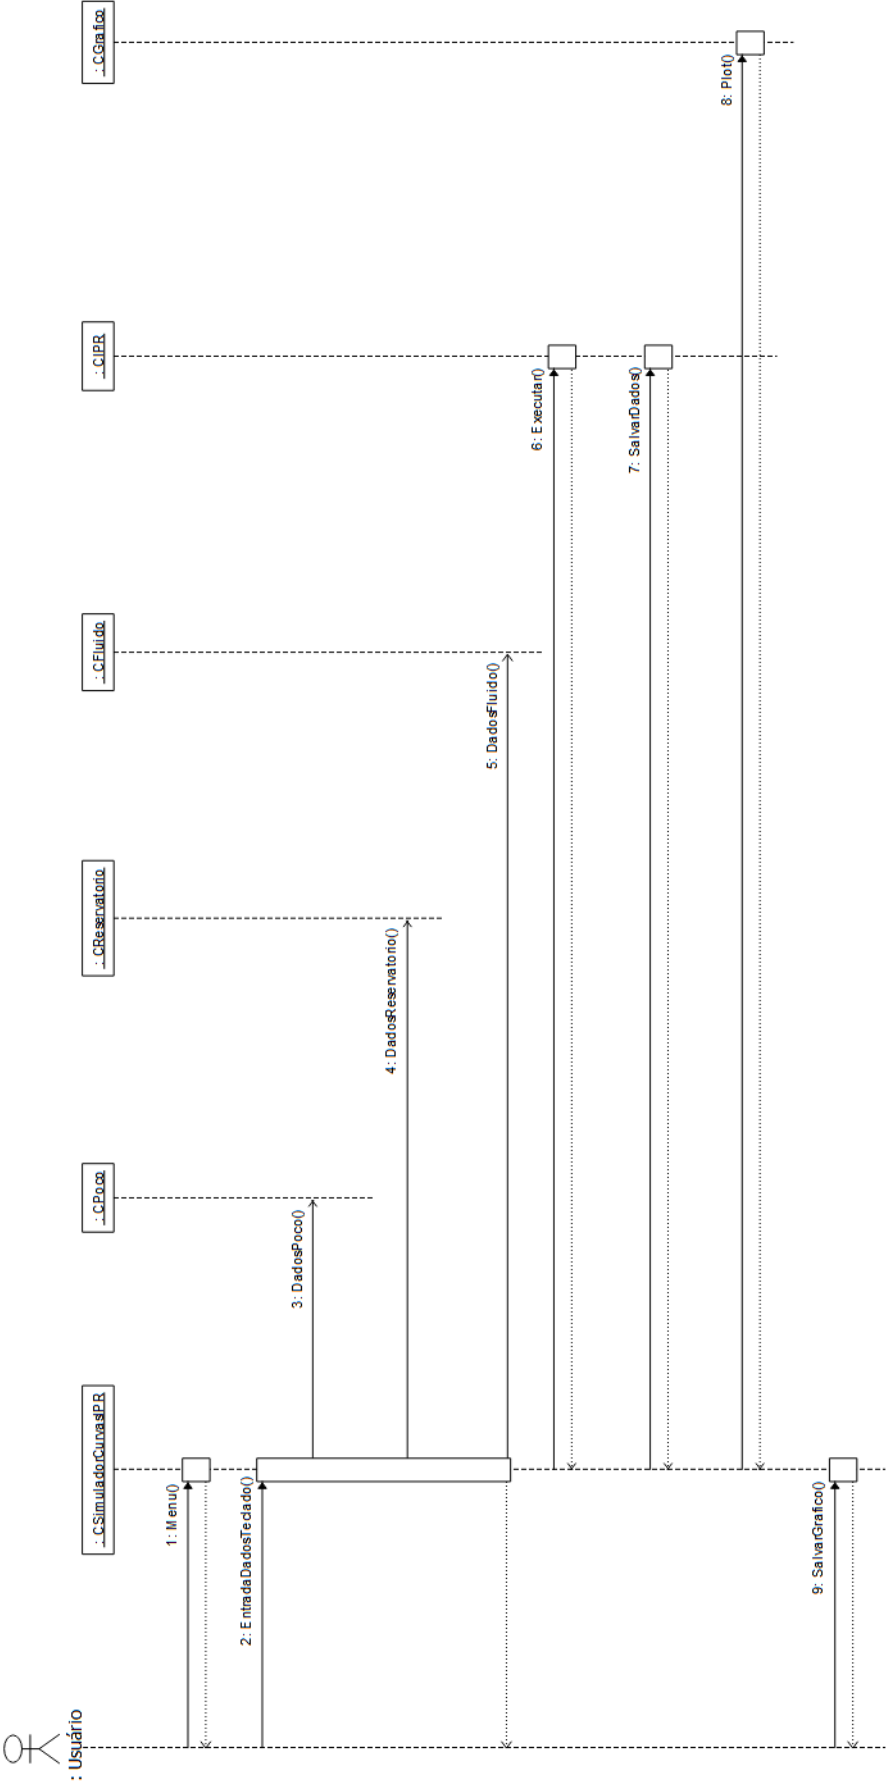 : Usuário
: CSimuladorCurvasIPR
: CPoco
: CReservatorio
: CFluido
: CIPR
: CGrafico
1: Menu()
2: EntradaDadosTeclado()
3: DadosPoco()
4: DadosReservatorio()
5: DadosFluido()
6: Executar()
7: SalvarDados()
8: Plot()
9: SalvarGrafico()